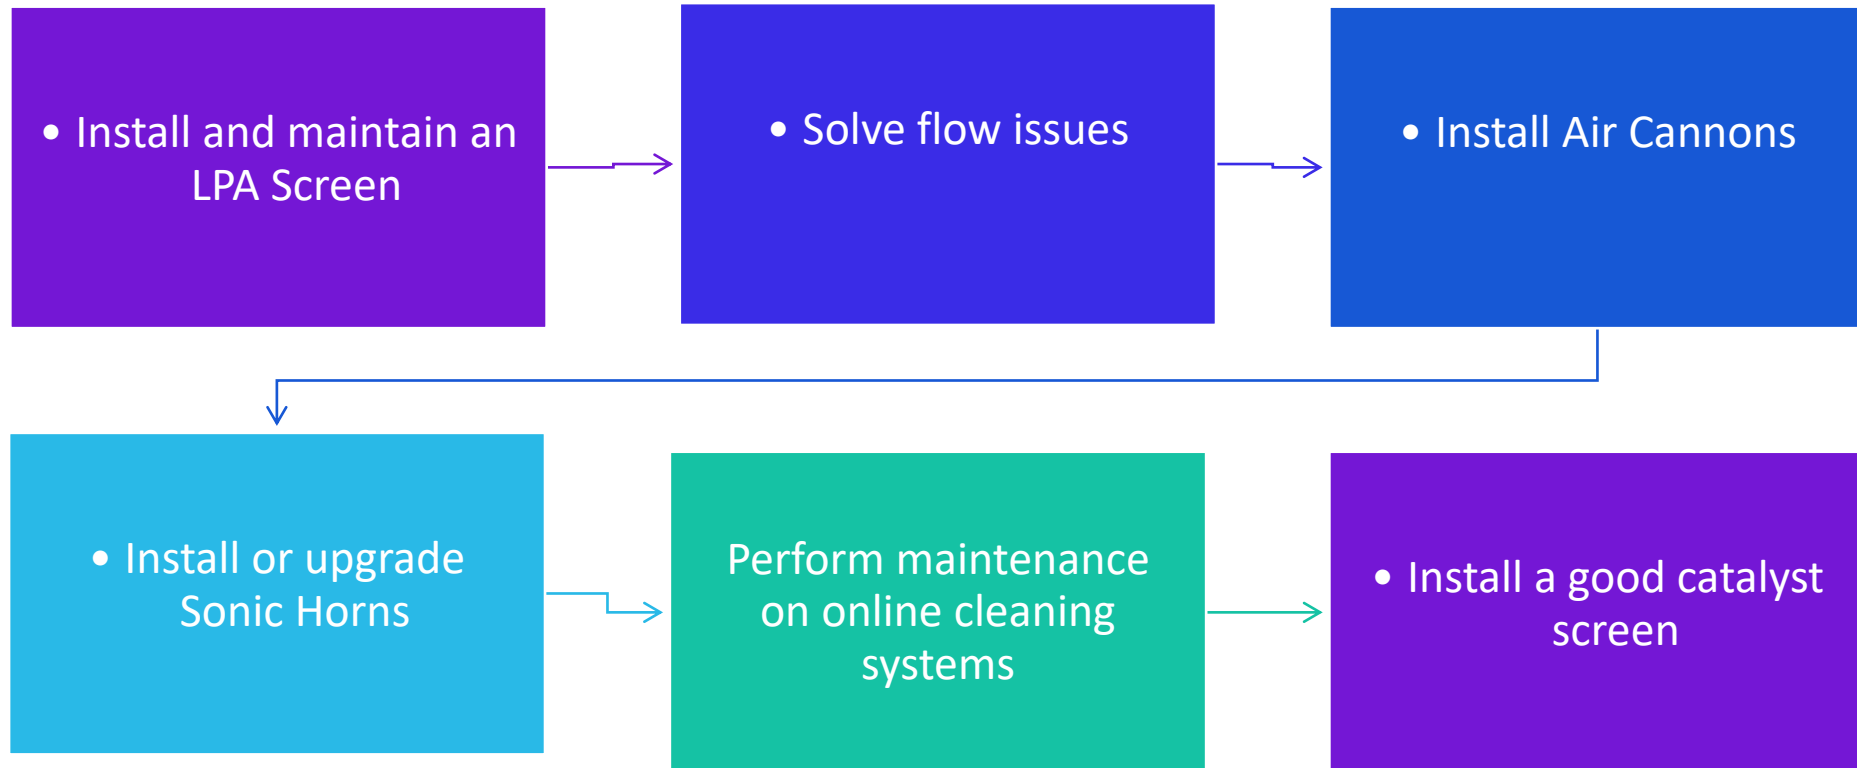 • Install and maintain an
LPA Screen
• Solve flow issues
• Install Air Cannons
• Install or upgrade
Sonic Horns
Perform maintenance
on online cleaning
systems
• Install a good catalyst
screen